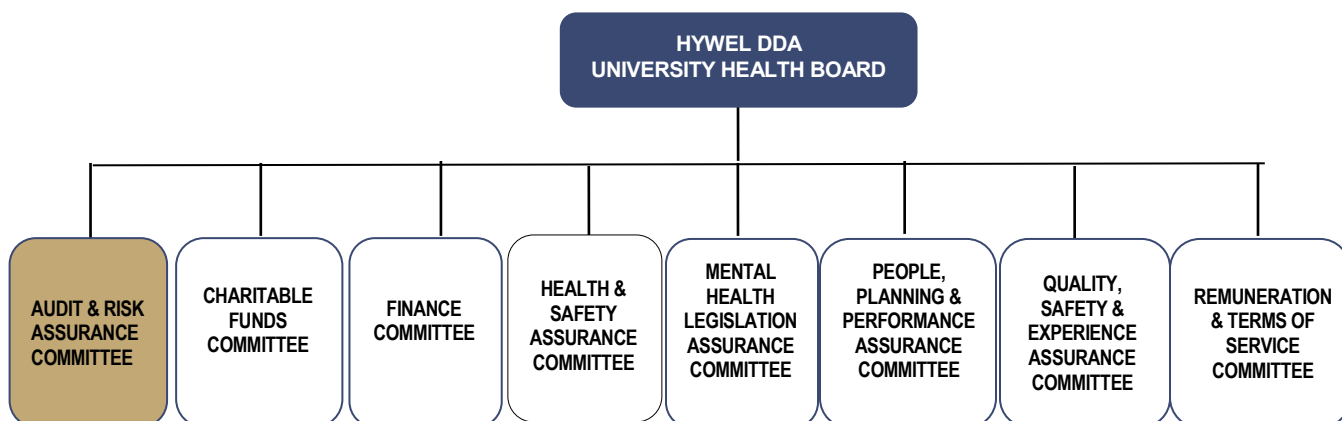 HYWEL DDA
UNIVERSITY HEALTH BOARD
AUDIT & RISK
ASSURANCE
COMMITTEE
CHARITABLE
FUNDS
COMMITTEE
FINANCE
COMMITTEE
HEALTH &
SAFETY
ASSURANCE
COMMITTEE
MENTAL
HEALTH
LEGISLATION
ASSURANCE
COMMITTEE
PEOPLE,
PLANNING &
PERFORMANCE
ASSURANCE
COMMITTEE
QUALITY,
SAFETY &
EXPERIENCE
ASSURANCE
COMMITTEE
REMUNERATION
& TERMS OF
SERVICE
COMMITTEE